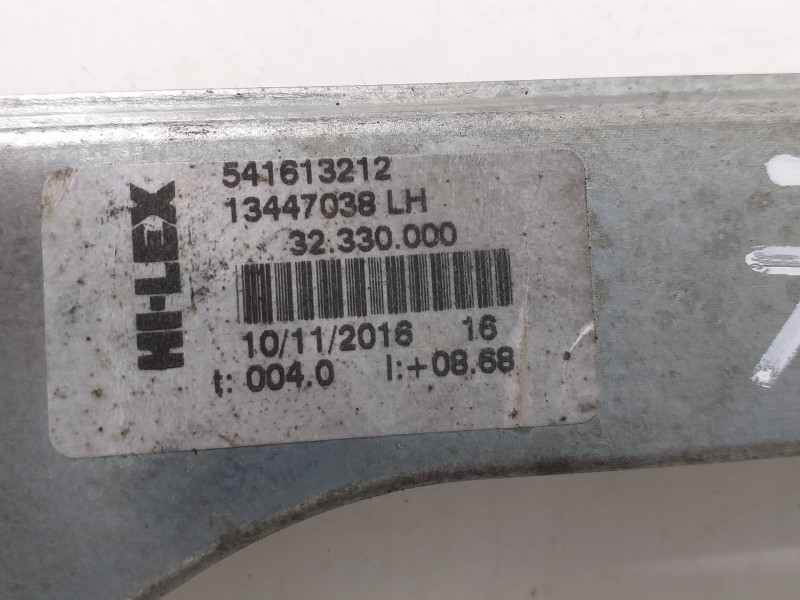 HI-LEX
541613212
13447038 LH
32.330.000
10/11/2016 16
t: 004.0 l:+08.68